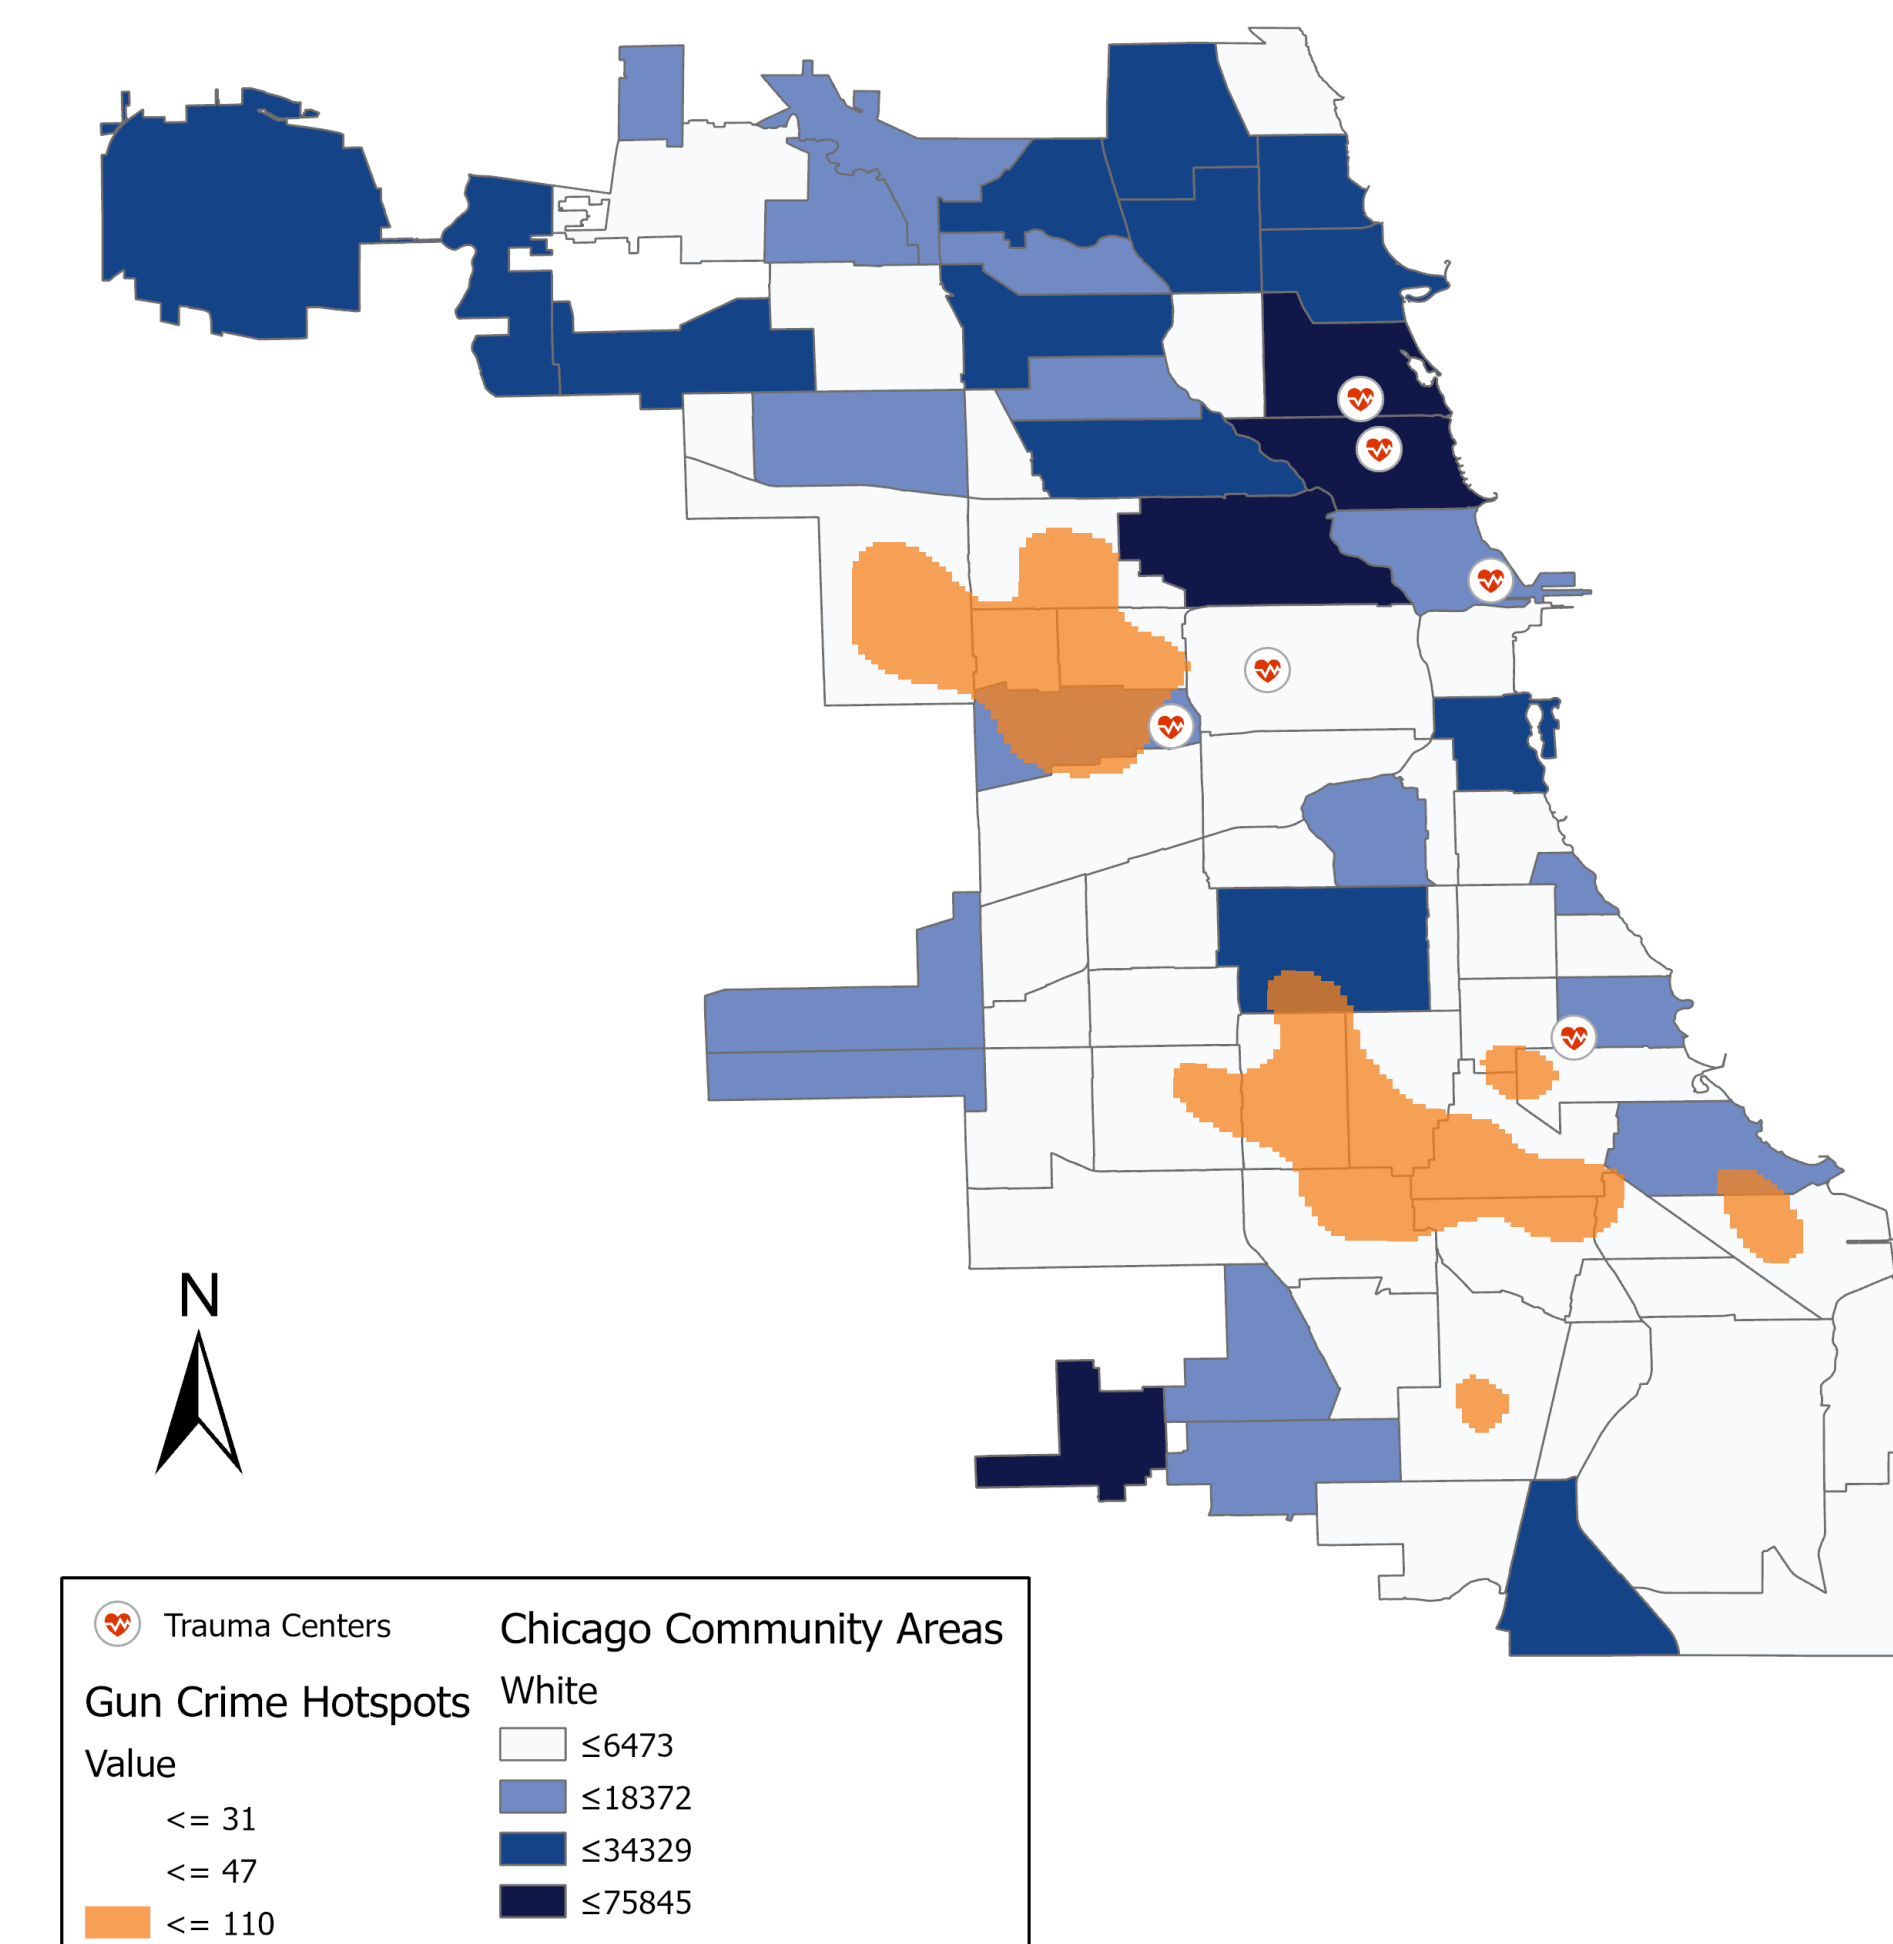 N
Trauma Centers
Gun Crime Hotspots
Value
<= 31
<= 47
<= 110
Chicago Community Areas
White
≤6473
≤18372
≤34329
≤75845